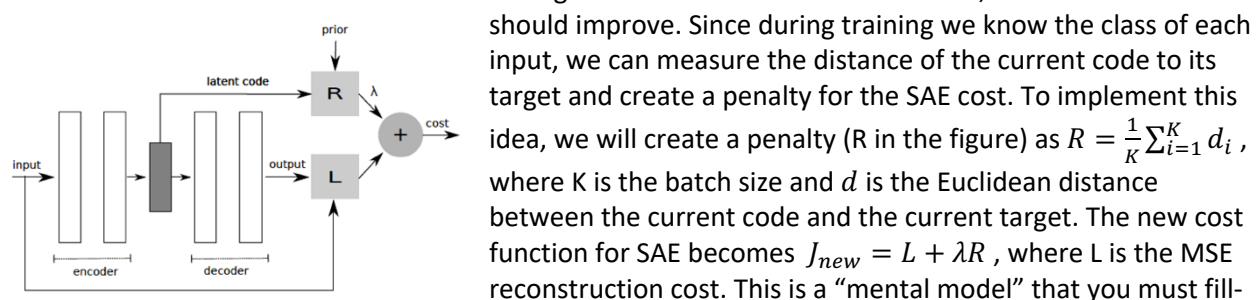 prior
latent code
R
λ
+
cost
input
output
L
encoder
decoder
should improve. Since during training we know the class of each
input, we can measure the distance of the current code to its
target and create a penalty for the SAE cost. To implement this
idea, we will create a penalty (R in the figure) as R = 1/K ∑_{i=1}^{K} d_i ,
where K is the batch size and d is the Euclidean distance
between the current code and the current target. The new cost
function for SAE becomes J_{new} = L + λR , where L is the MSE
reconstruction cost. This is a “mental model” that you must fill-